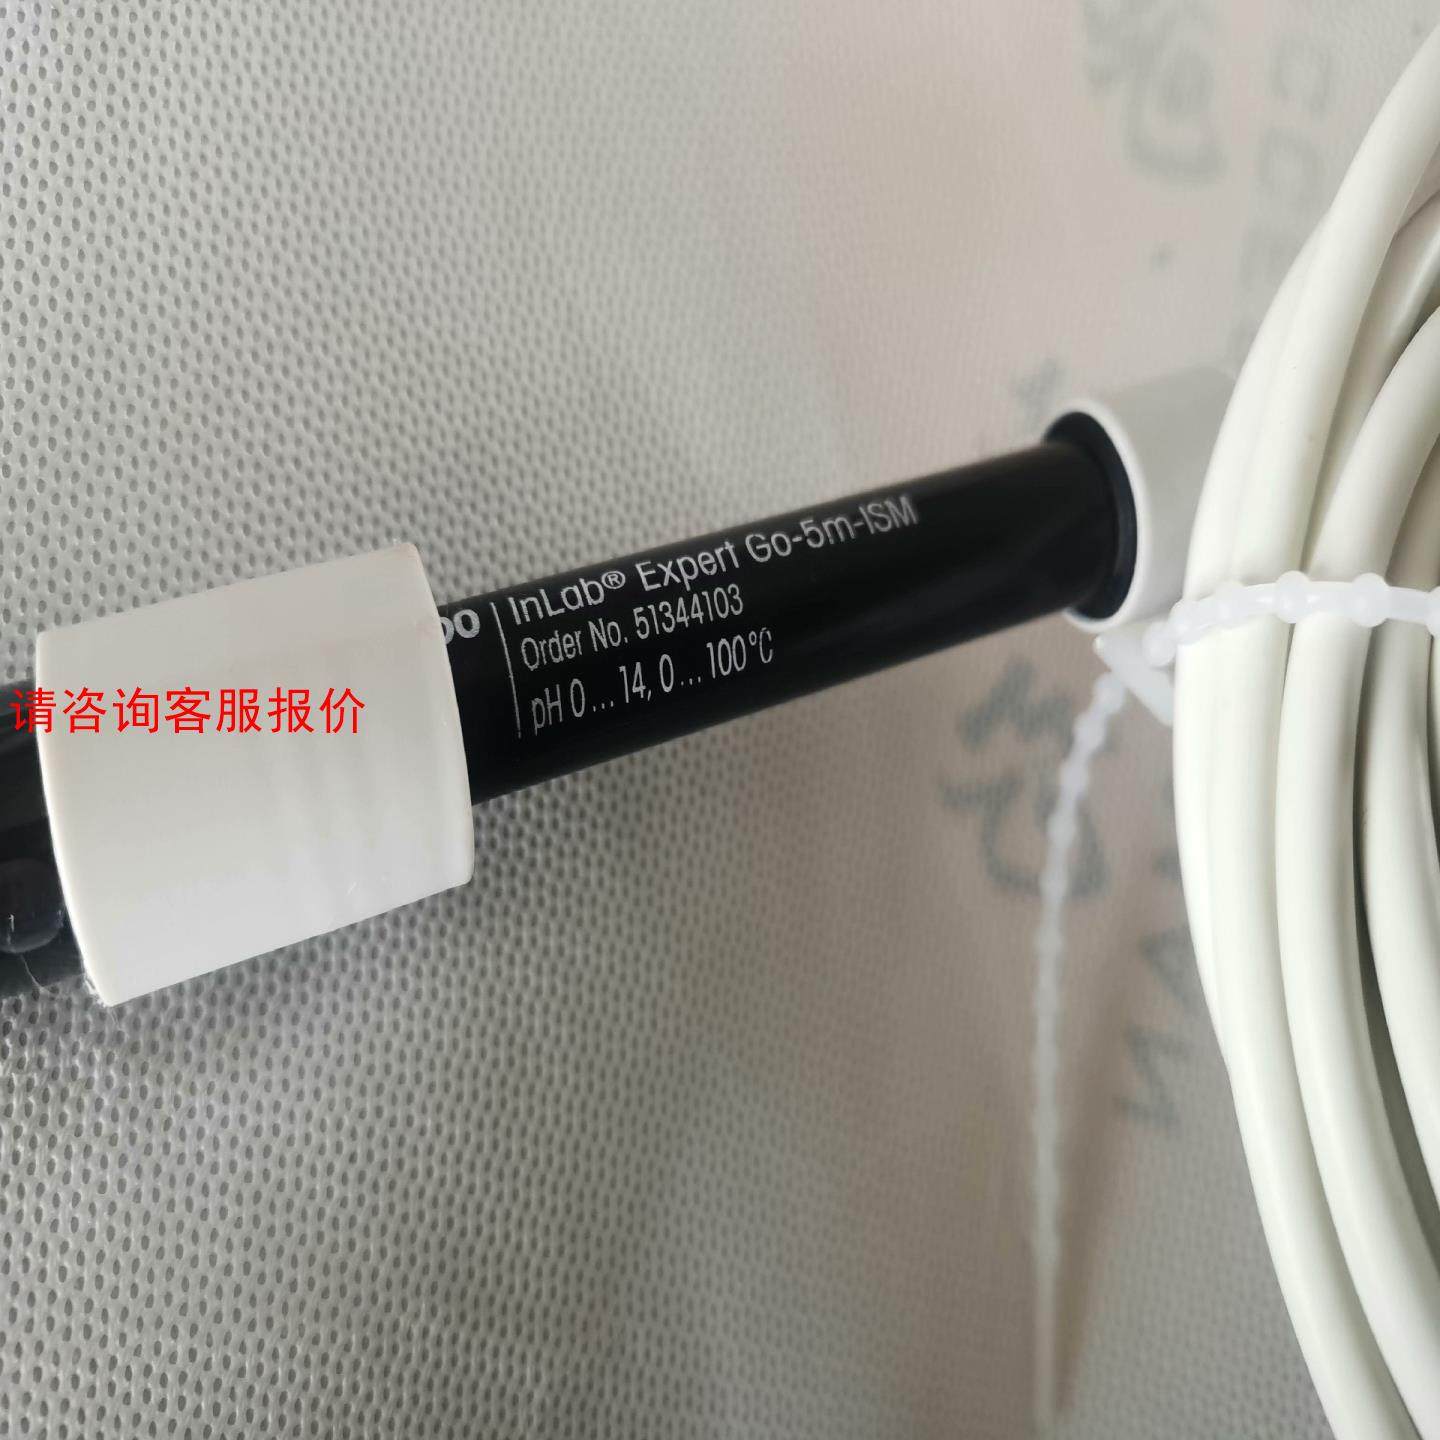 InLab® Expert Go-5m-ISM
Order No. 51344103
pH 0...14, 0...100°C
请咨询客服报价